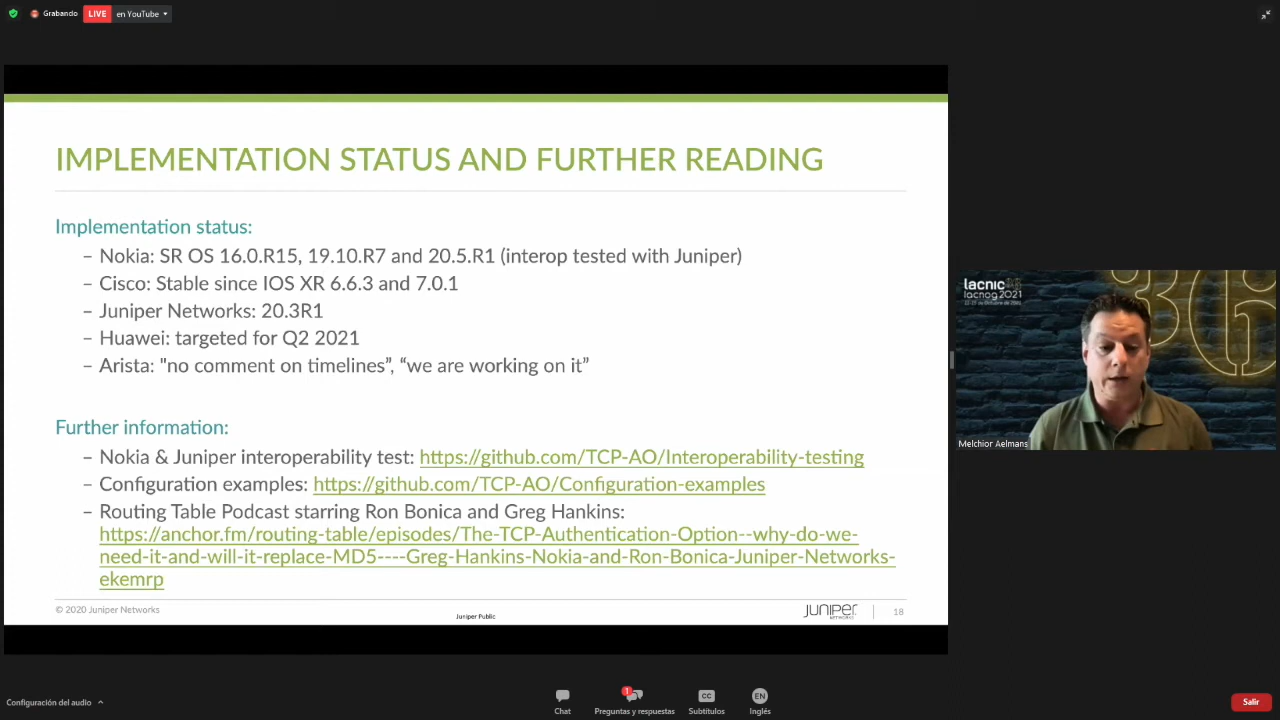 Grabando LIVE en YouTube
IMPLEMENTATION STATUS AND FURTHER READING
Implementation status:
– Nokia: SR OS 16.0.R15, 19.10.R7 and 20.5.R1 (interop tested with Juniper)
– Cisco: Stable since IOS XR 6.6.3 and 7.0.1
– Juniper Networks: 20.3R1
– Huawei: targeted for Q2 2021
– Arista: "no comment on timelines”, “we are working on it”
Further information:
– Nokia & Juniper interoperability test: https://github.com/TCP-AO/Interoperability-testing
– Configuration examples: https://github.com/TCP-AO/Configuration-examples
– Routing Table Podcast starring Ron Bonica and Greg Hankins:
https://anchor.fm/routing-table/episodes/The-TCP-Authentication-Option--why-do-we-
need-it-and-will-it-replace-MD5----Greg-Hankins-Nokia-and-Ron-Bonica-Juniper-Networks-
ekemrp
© 2020 Juniper Networks
Juniper Public
JUNIPER
NETWORKS
18
lacnic36
lacnog2021
36
Melchior Aelmans
Configuración del audio
1
Chat
Preguntas y respuestas
CC
Subtítulos
EN
Inglés
Salir